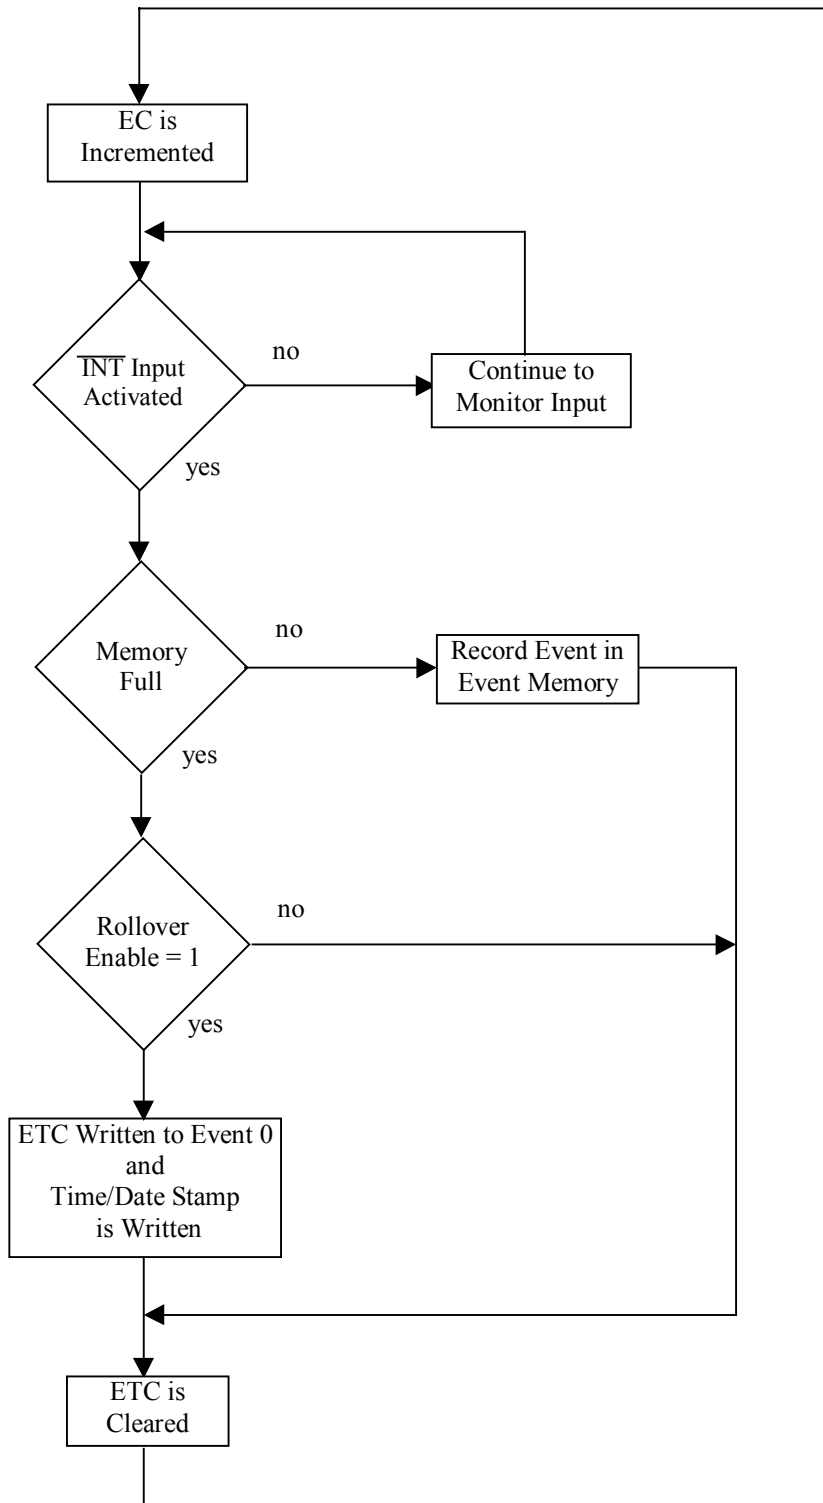 EC is
Incremented
INT Input
Activated
no
Continue to
Monitor Input
yes
Memory
Full
no
Record Event in
Event Memory
yes
Rollover
Enable = 1
no
yes
ETC Written to Event 0
and
Time/Date Stamp
is Written
ETC is
Cleared